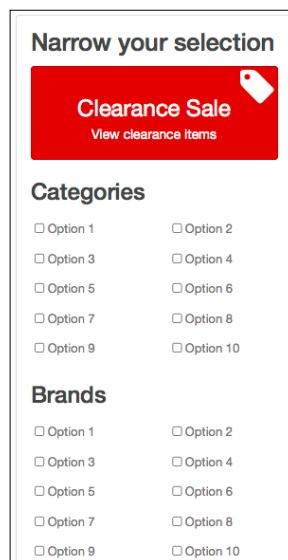 Narrow your selection
Clearance Sale
View clearance items
Categories
Option 1 Option 2
Option 3 Option 4
Option 5 Option 6
Option 7 Option 8
Option 9 Option 10
Brands
Option 1 Option 2
Option 3 Option 4
Option 5 Option 6
Option 7 Option 8
Option 9 Option 10